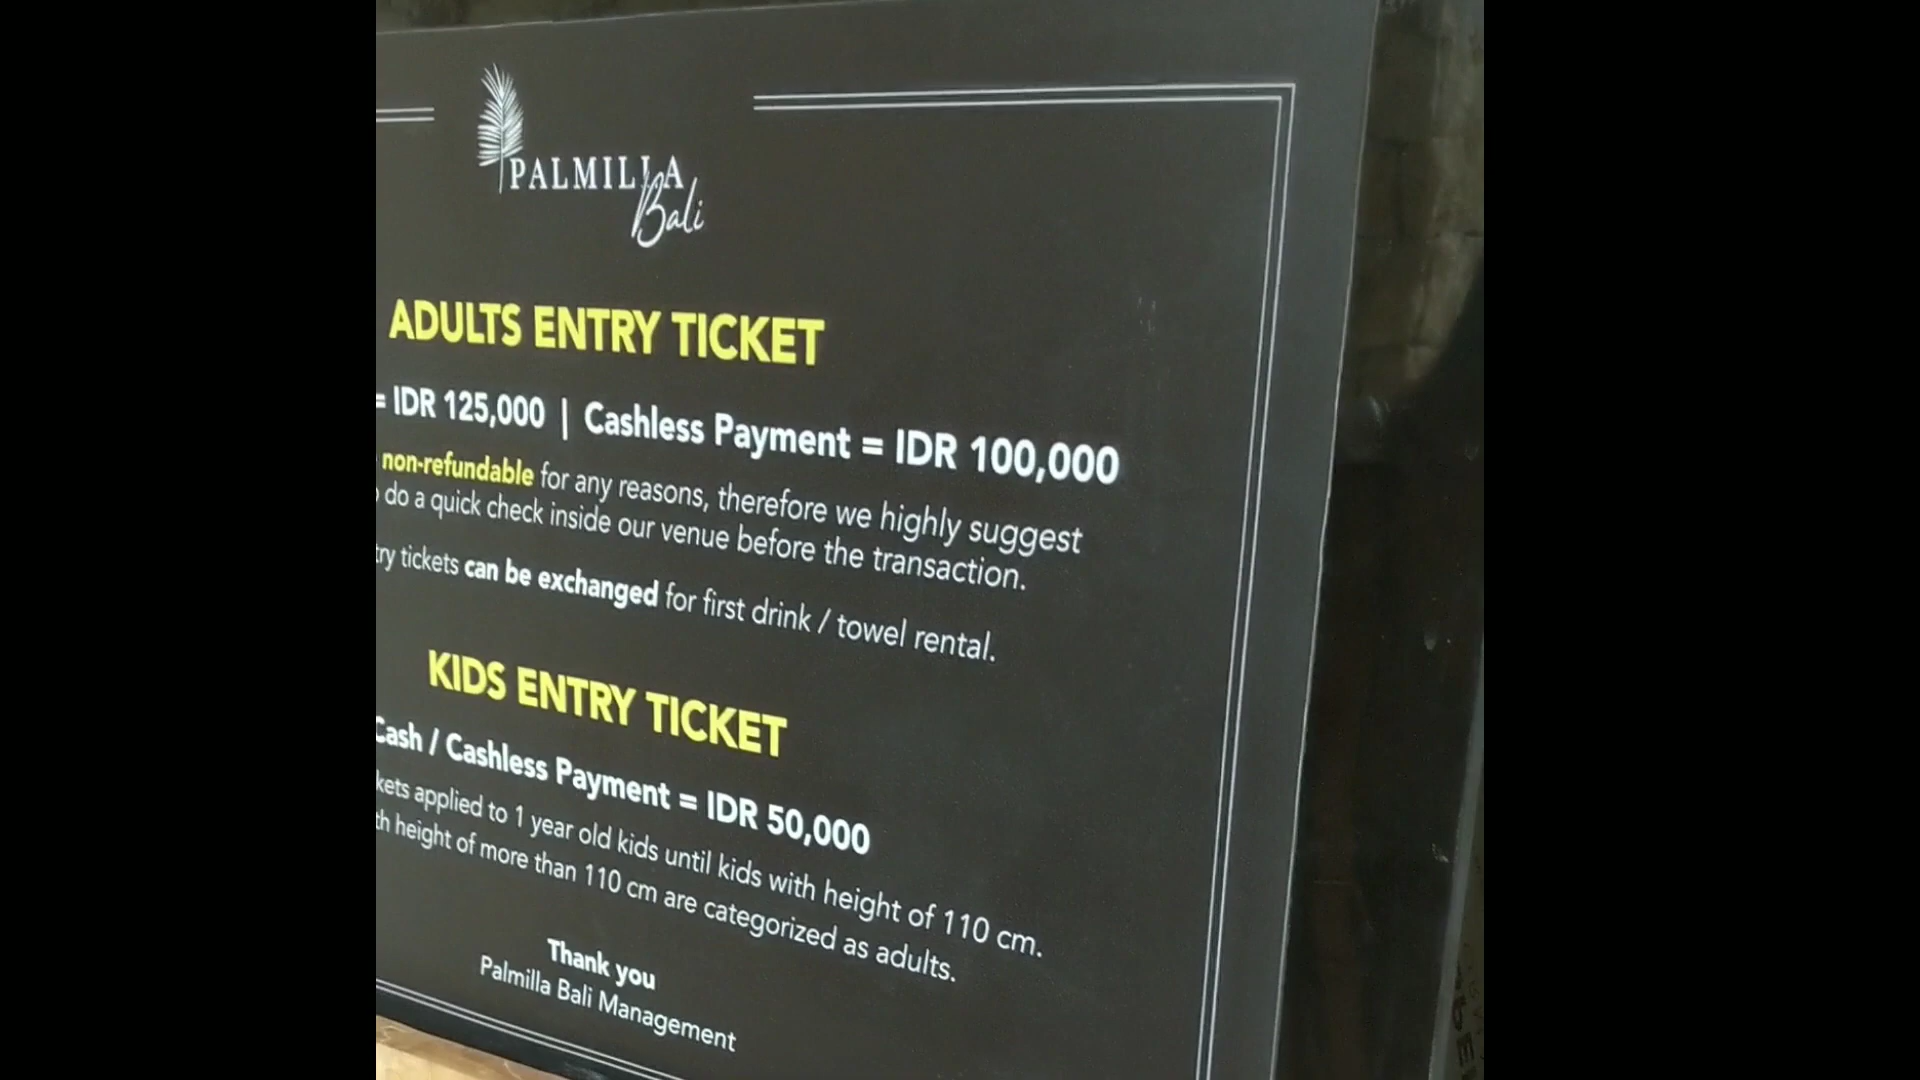 PALMILLA
Bali
ADULTS ENTRY TICKET
= IDR 125,000 | Cashless Payment = IDR 100,000
non-refundable for any reasons, therefore we highly suggest
do a quick check inside our venue before the transaction.
tickets can be exchanged for first drink / towel rental.
KIDS ENTRY TICKET
Cash / Cashless Payment = IDR 50,000
applied to 1 year old kids until kids with height of 110 cm.
height of more than 110 cm are categorized as adults.
Thank you
Palmilla Bali Management